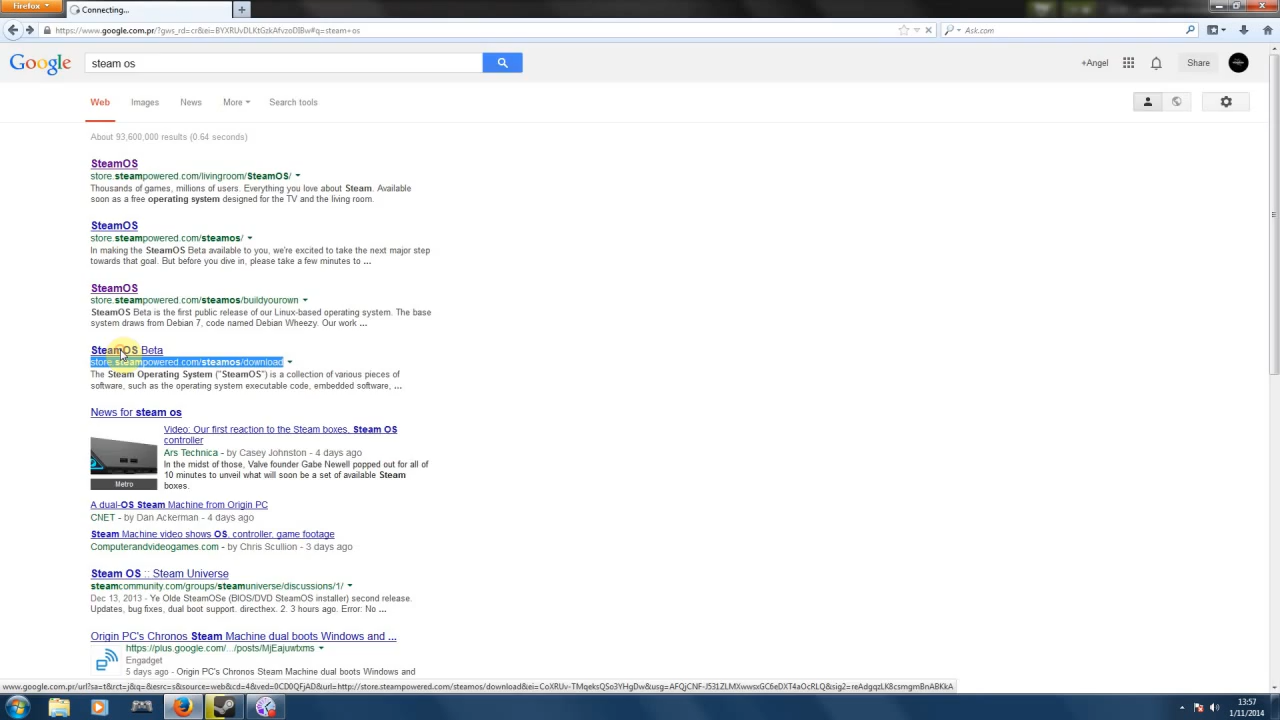 Firefox
Connecting...
https://www.google.com.pr/?gws_rd=cr&ei=BYXRUvDLKtGzkAfvzoDIBw#q=steam+os
Ask.com
Google
steam os
+Angel
Share
Web
Images
News
More
Search tools
About 93,600,000 results (0.64 seconds)
SteamOS
store.steampowered.com/livingroom/SteamOS/
Thousands of games, millions of users. Everything you love about Steam. Available
soon as a free operating system designed for the TV and the living room.
SteamOS
store.steampowered.com/steamos/
In making the SteamOS Beta available to you, we're excited to take the next major step
towards that goal. But before you dive in, please take a few minutes to ...
SteamOS
store.steampowered.com/steamos/buildyourown
SteamOS Beta is the first public release of our Linux-based operating system. The base
system draws from Debian 7, code named Debian Wheezy. Our work ...
SteamOS Beta
store.steampowered.com/steamos/download
The Steam Operating System ("SteamOS") is a collection of various pieces of
software, such as the operating system executable code, embedded software, ...
News for steam os
Video: Our first reaction to the Steam boxes, Steam OS
controller
Ars Technica - by Casey Johnston - 4 days ago
In the midst of those, Valve founder Gabe Newell popped out for all of
10 minutes to unveil what will soon be a set of available Steam
boxes.
Metro
A dual-OS Steam Machine from Origin PC
CNET - by Dan Ackerman - 4 days ago
Steam Machine video shows OS, controller, game footage
Computerandvideogames.com - by Chris Scullion - 3 days ago
Steam OS :: Steam Universe
steamcommunity.com/groups/steamuniverse/discussions/1/
Dec 13, 2013 - Ye Olde SteamOSe (BIOS/DVD SteamOS installer) second release.
Updates, bug fixes, dual boot support. directhex. 2. 3 hours ago. Error: No ...
Origin PC's Chronos Steam Machine dual boots Windows and ...
https://plus.google.com/.../posts/MjEajuwtxms
Engadget
5 days ago - Origin PC's Chronos Steam Machine dual boots Windows and
13:57
1/11/2014